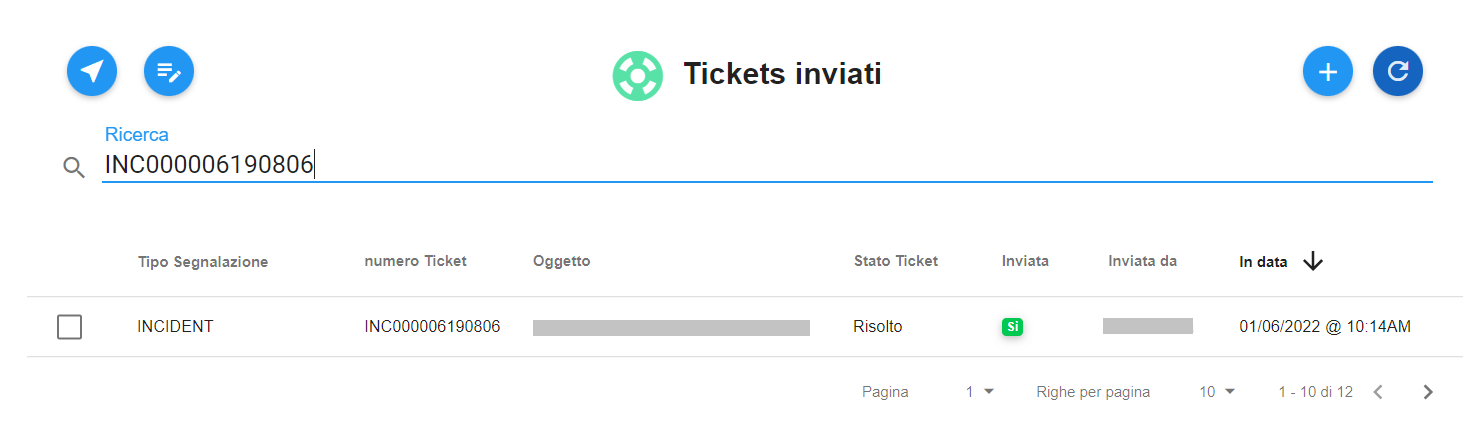 Tickets inviati
Ricerca
INC000006190806
Tipo Segnalazione numero Ticket Oggetto Stato Ticket Inviata Inviata da In data
INCIDENT INC000006190806 Risolto Si 01/06/2022 @ 10:14AM
Pagina 1 Righe per pagina 10 1 - 10 di 12